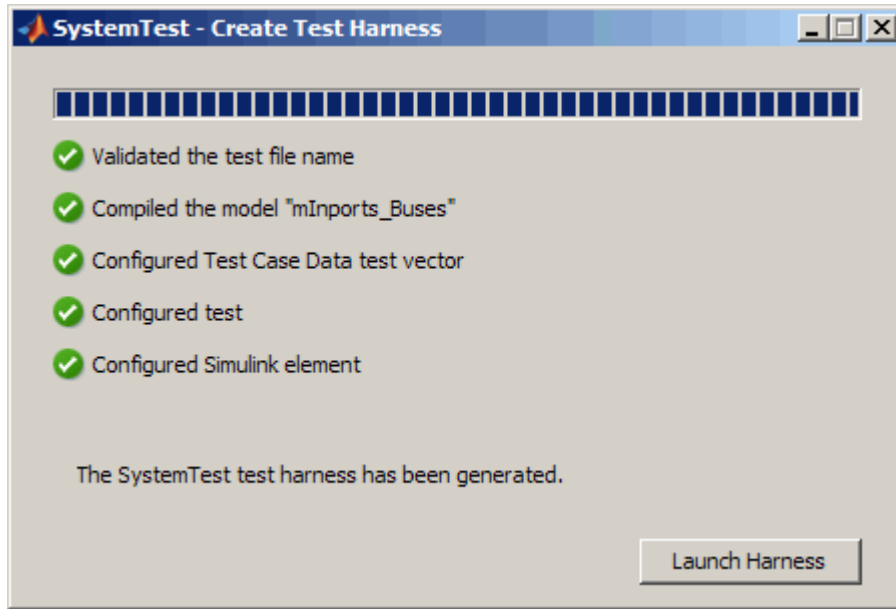 SystemTest - Create Test Harness
Validated the test file name
Compiled the model "mInports_Buses"
Configured Test Case Data test vector
Configured test
Configured Simulink element
The SystemTest test harness has been generated.
Launch Harness